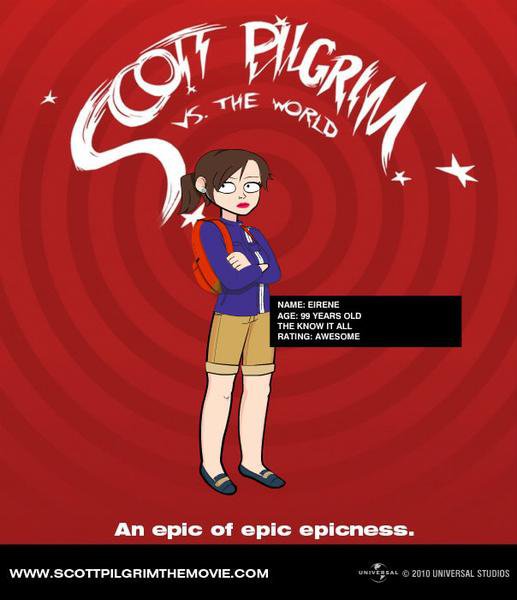 SCOTT PILGRIM
VS. THE WORLD
NAME: EIRENE
AGE: 99 YEARS OLD
THE KNOW IT ALL
RATING: AWESOME
An epic of epic epicness.
WWW.SCOTTPILGRIMTHEMOVIE.COM
UNIVERSAL © 2010 UNIVERSAL STUDIOS